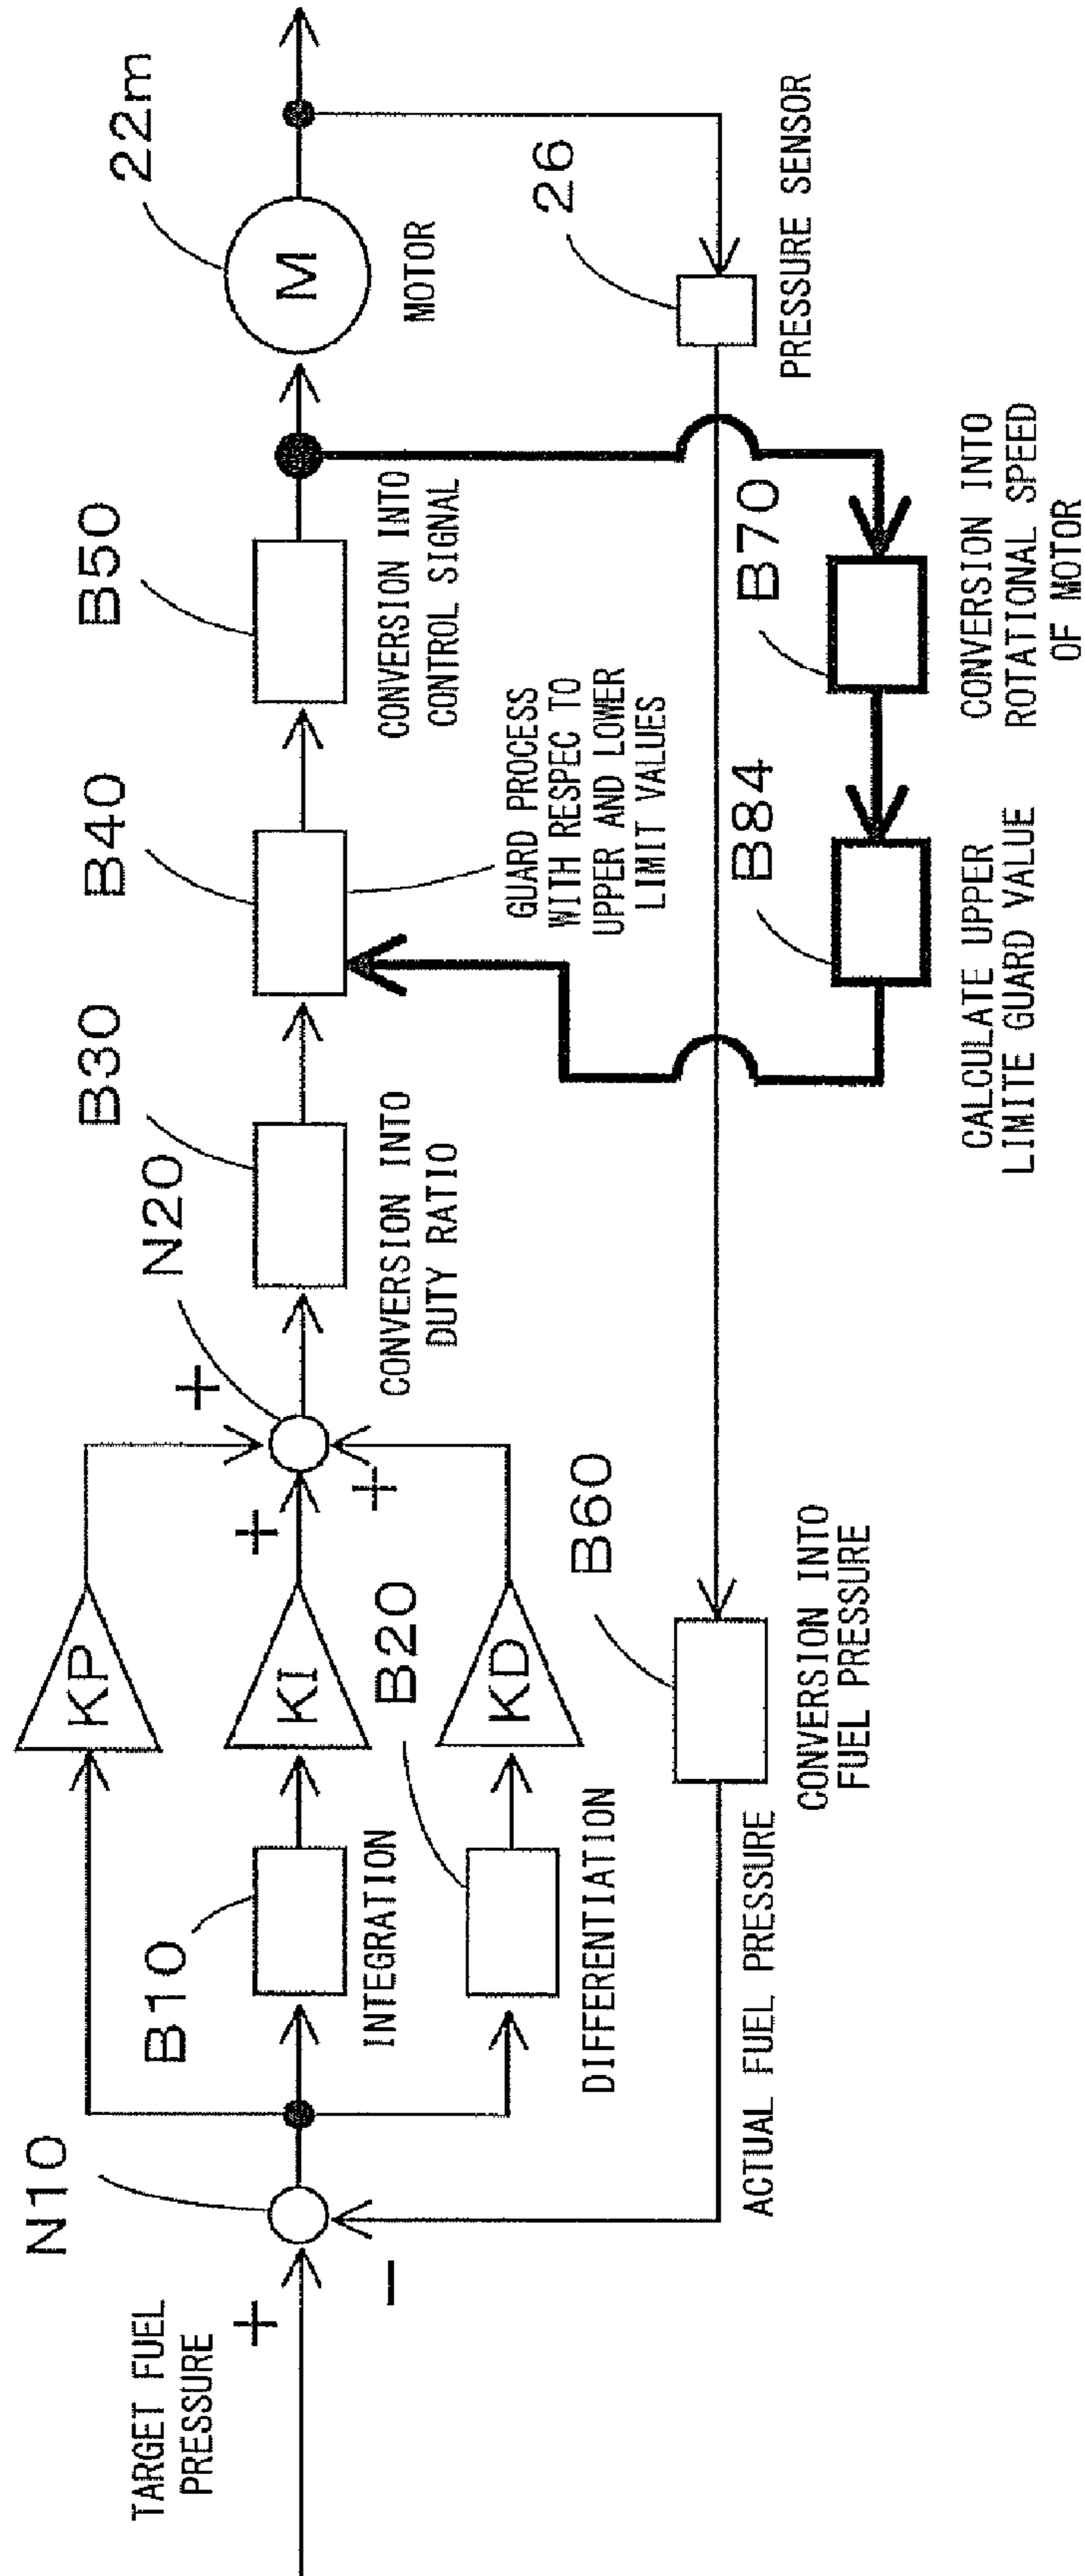 TARGET FUEL
PRESSURE
+
−
N10
B10
INTEGRATION
B20
DIFFERENTIATION
KP
KI
KD
+
+
+
N20
B30
CONVERSION INTO
DUTY RATIO
B40
GUARD PROCESS
WITH RESPEC TO
UPPER AND LOWER
LIMIT VALUES
B50
CONVERSION INTO
CONTROL SIGNAL
22m
M
MOTOR
26
PRESSURE SENSOR
B60
CONVERSION INTO
FUEL PRESSURE
ACTUAL FUEL PRESSURE
B84
CALCULATE UPPER
LIMITE GUARD VALUE
B70
CONVERSION INTO
ROTATIONAL SPEED
OF MOTOR